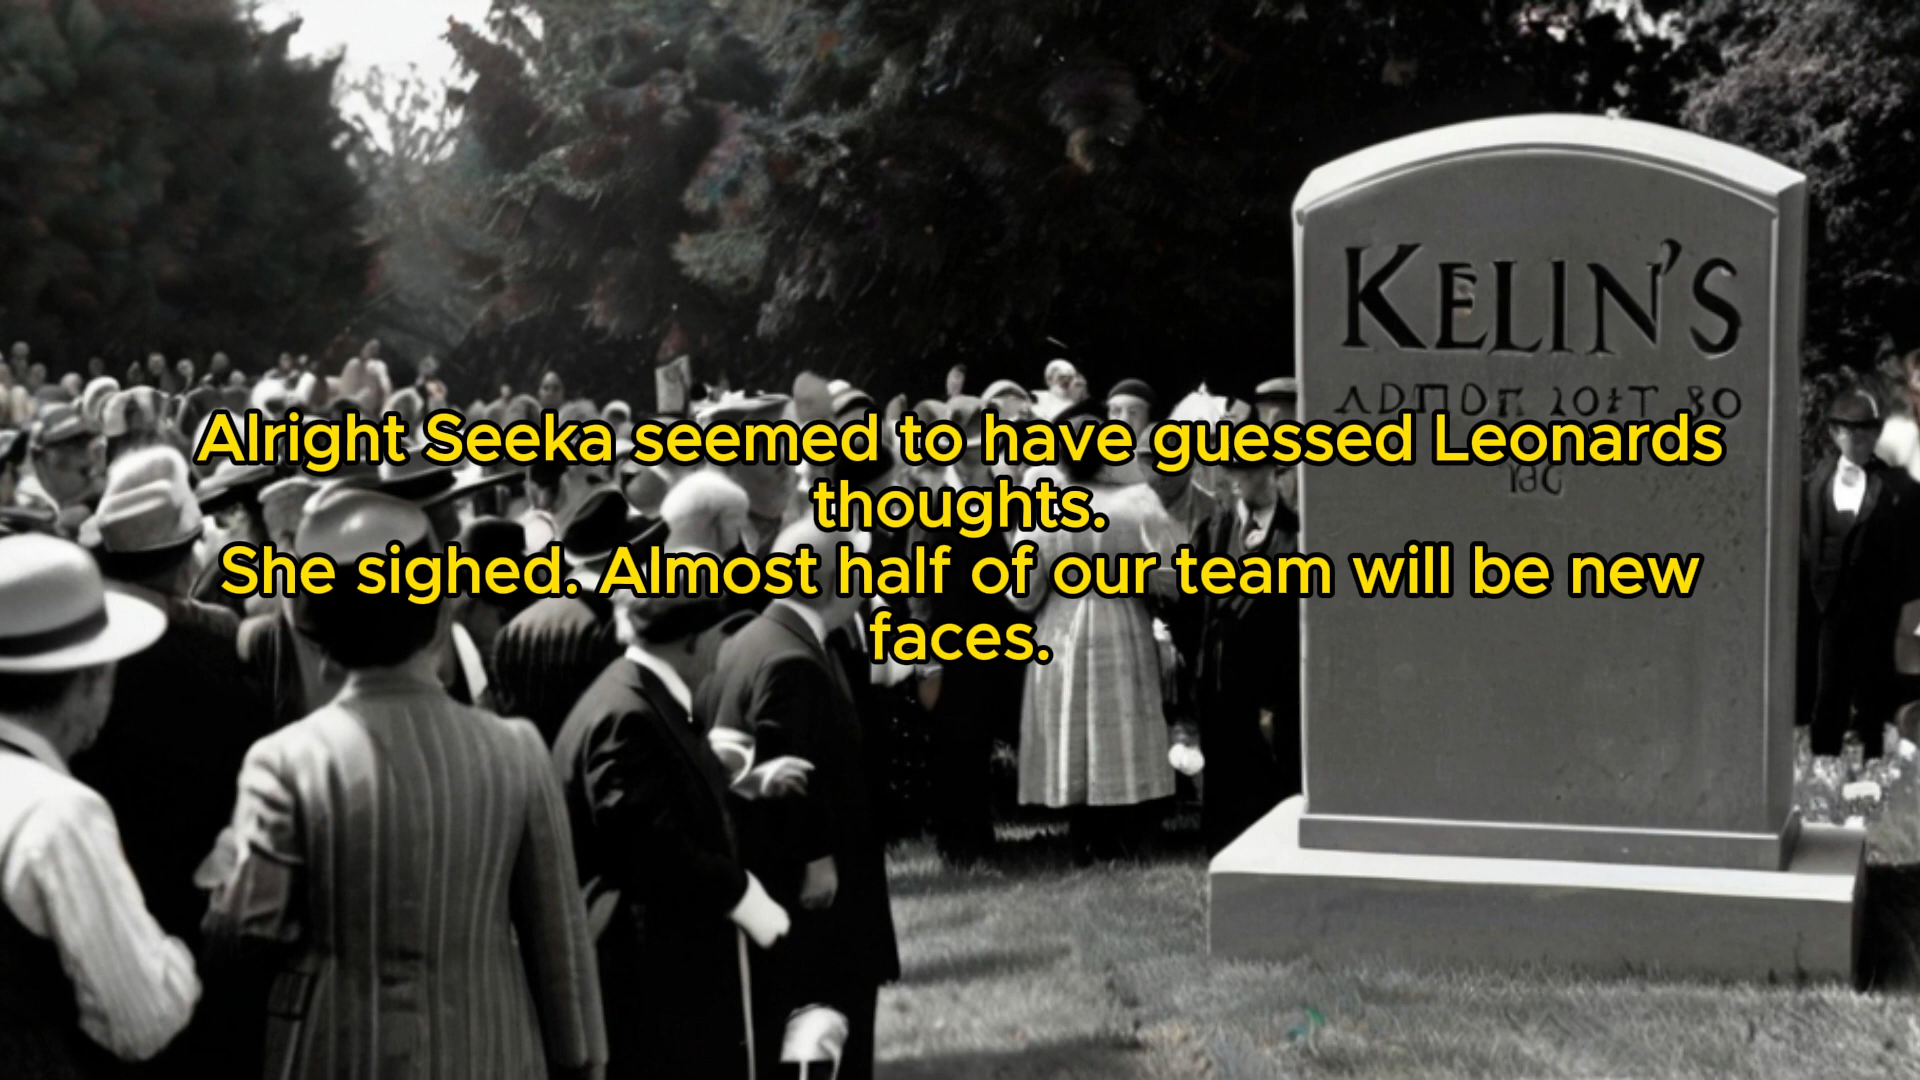 KELIN'S
Alright Seeka seemed to have guessed Leonards
thoughts.
She sighed. Almost half of our team will be new
faces.